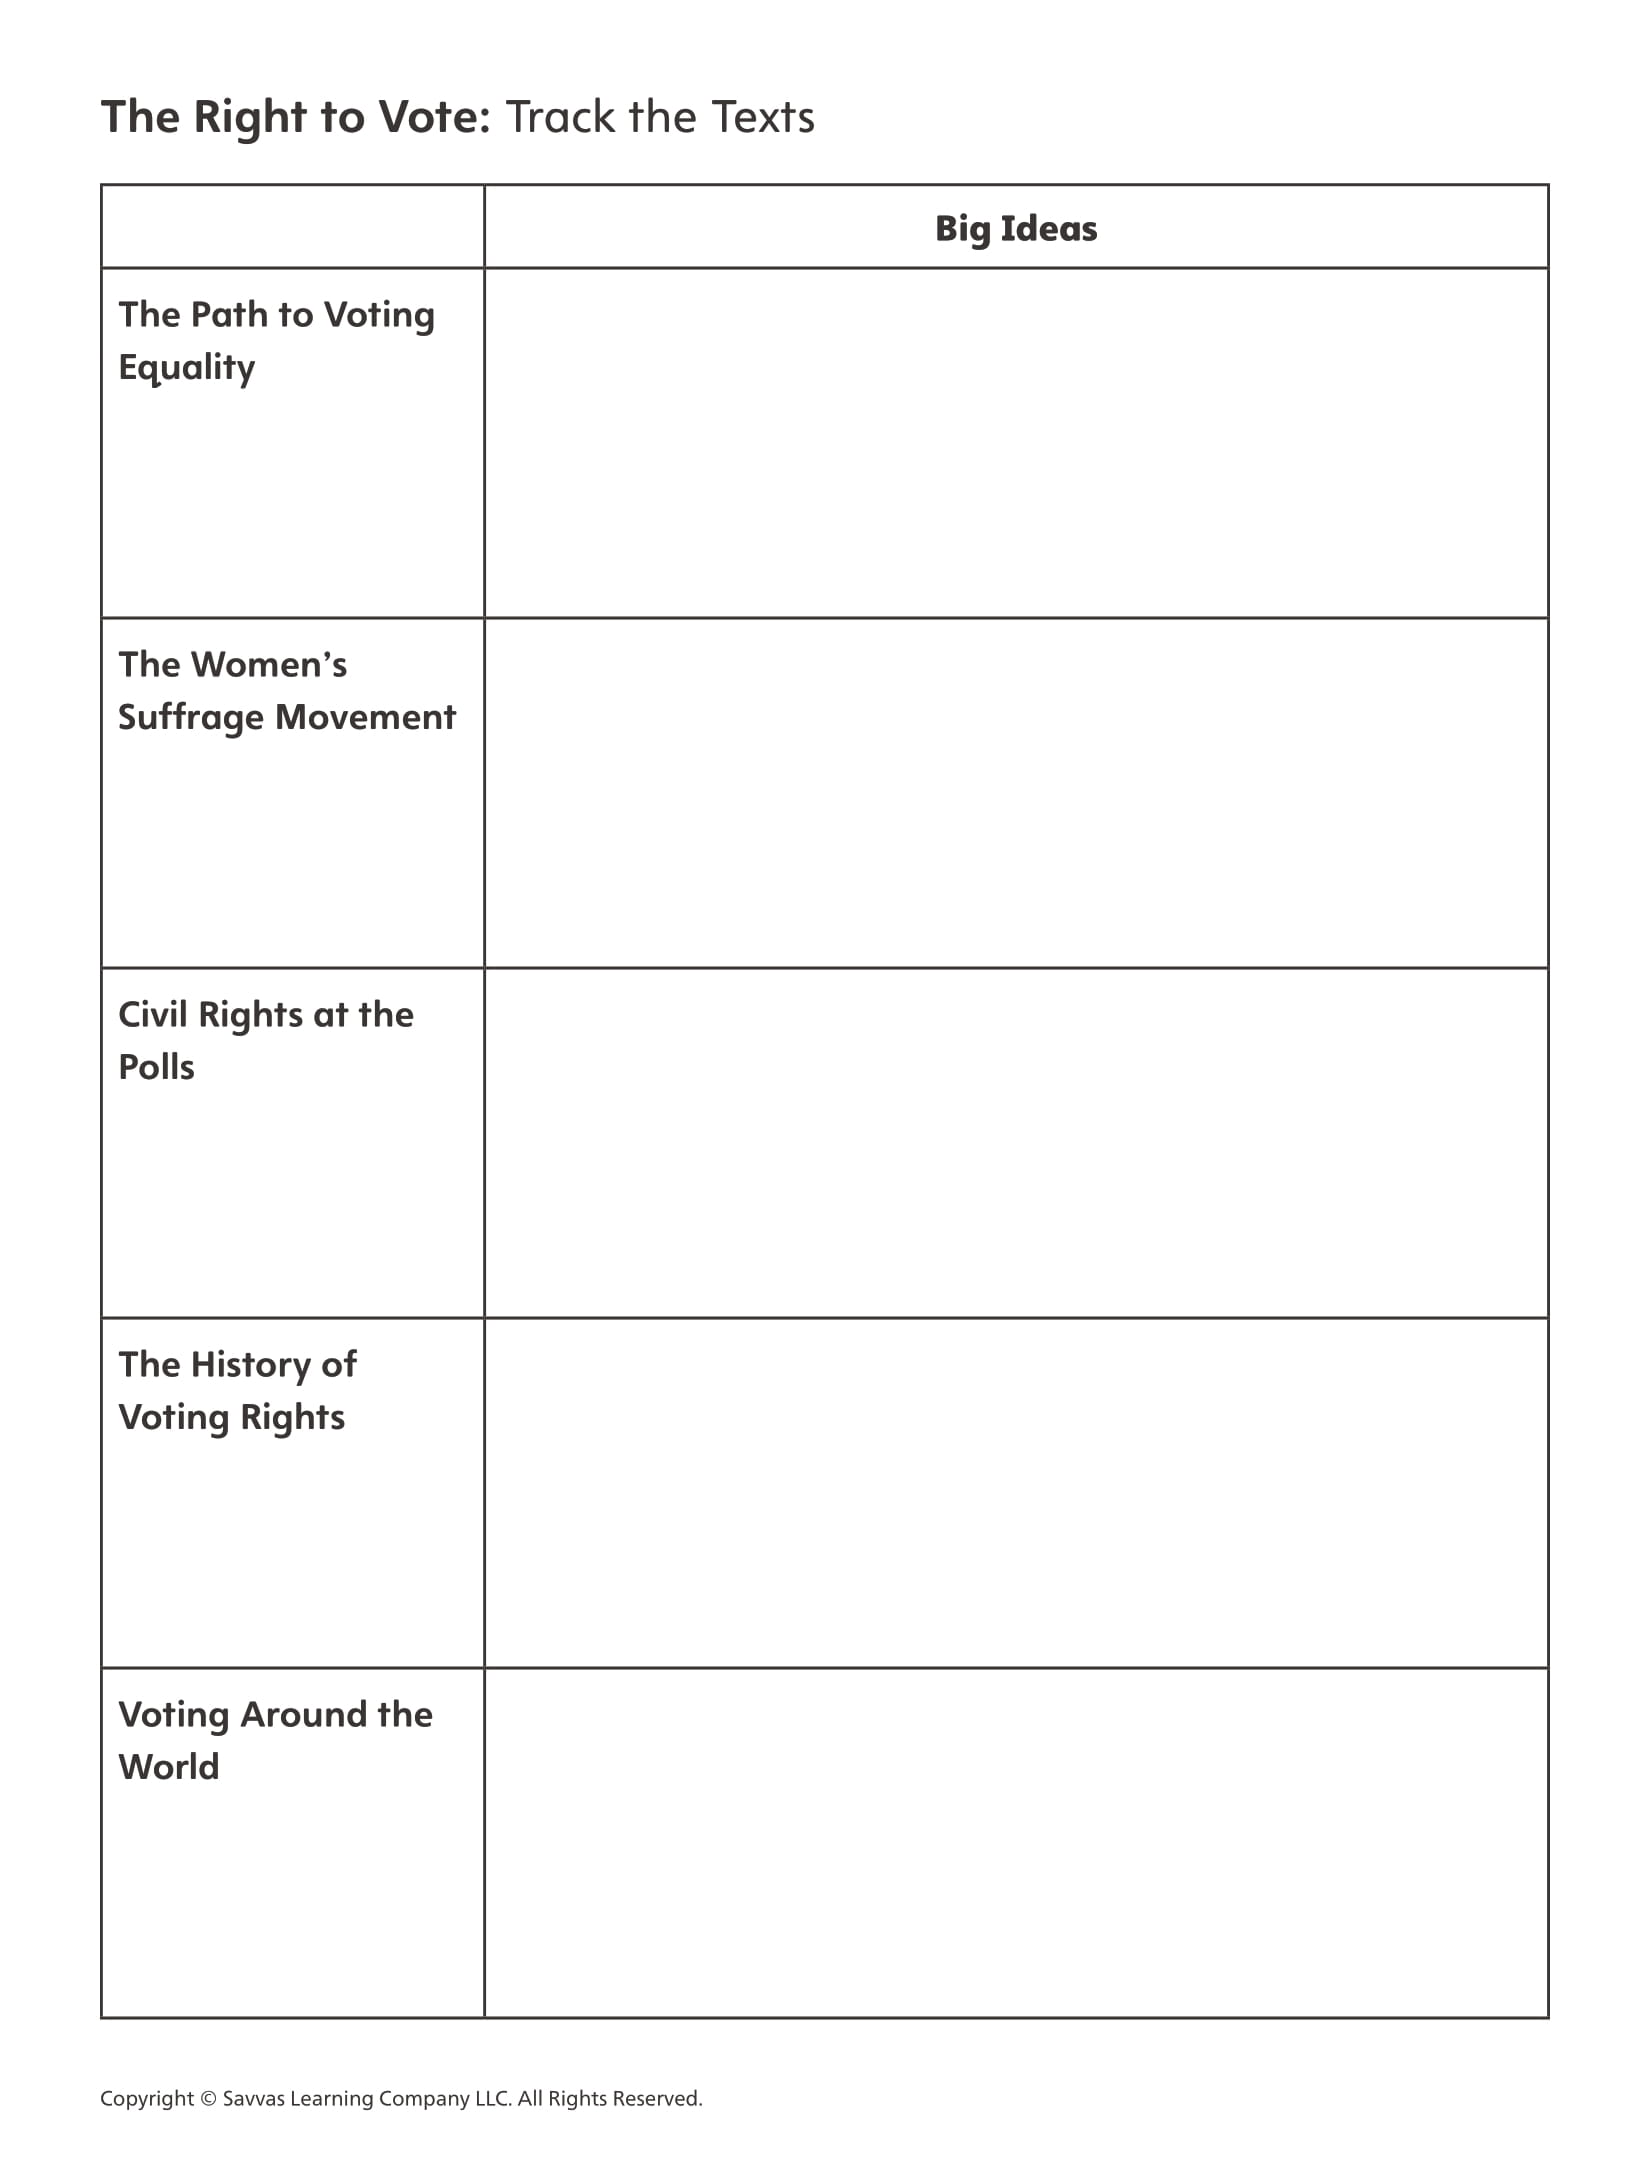 The Right to Vote: Track the Texts
Big Ideas
The Path to Voting
Equality
The Women’s
Suffrage Movement
Civil Rights at the
Polls
The History of
Voting Rights
Voting Around the
World
Copyright © Savvas Learning Company LLC. All Rights Reserved.